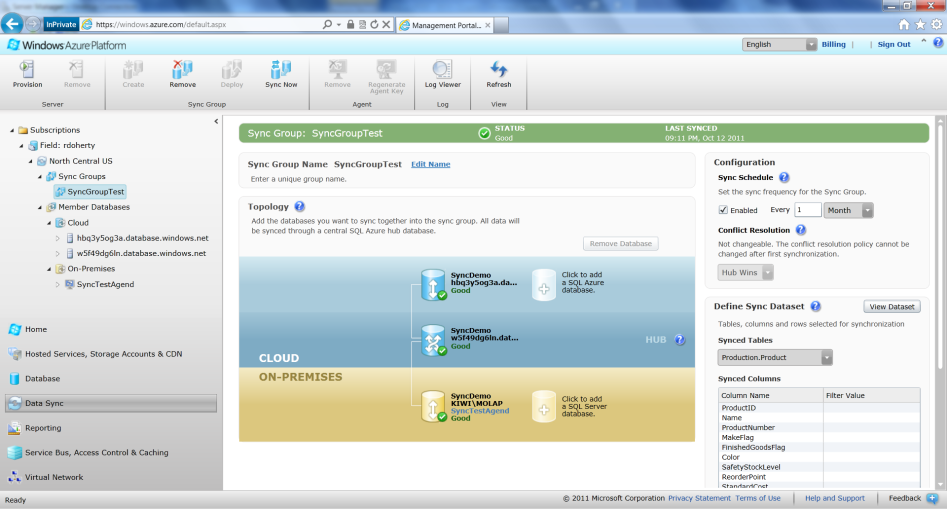 InPrivate
https://windows.azure.com/default.aspx
Management Portal...
Windows Azure Platform
English
Billing
Sign Out
Provision
Remove
Create
Remove
Deploy
Sync Now
Remove
Regenerate
Agent Key
Log Viewer
Refresh
Server
Sync Group
Agent
Log
View
Subscriptions
Field: rdoherty
North Central US
Sync Groups
SyncGroupTest
Member Databases
Cloud
hbq3y5og3a.database.windows.net
w5f49dg6ln.database.windows.net
On-Premises
SyncTestAgend
Home
Hosted Services, Storage Accounts & CDN
Database
Data Sync
Reporting
Service Bus, Access Control & Caching
Virtual Network
Sync Group: SyncGroupTest
STATUS
Good
LAST SYNCED
09:11 PM, Oct 12 2011
Sync Group Name SyncGroupTest Edit Name
Enter a unique group name.
Topology
Add the databases you want to sync together into the sync group. All data will
be synced through a central SQL Azure hub database.
Remove Database
SyncDemo
hbq3y5og3a.da...
Good
Click to add
a SQL Azure
database.
SyncDemo
w5f49dg6ln.dat...
Good
HUB
CLOUD
ON-PREMISES
SyncDemo
KIWI\MOLAP
SyncTestAgend
Good
Click to add
a SQL Server
database.
Configuration
Sync Schedule
Set the sync frequency for the Sync Group.
Enabled Every 1 Month
Conflict Resolution
Not changeable. The conflict resolution policy cannot be
changed after first synchronization.
Hub Wins
Define Sync Dataset
View Dataset
Tables, columns and rows selected for synchronization
Synced Tables
Production.Product
Synced Columns
Column Name Filter Value
ProductID
Name
ProductNumber
MakeFlag
FinishedGoodsFlag
Color
SafetyStockLevel
ReorderPoint
StandardCost
Ready
© 2011 Microsoft Corporation Privacy Statement Terms of Use
Help and Support
Feedback